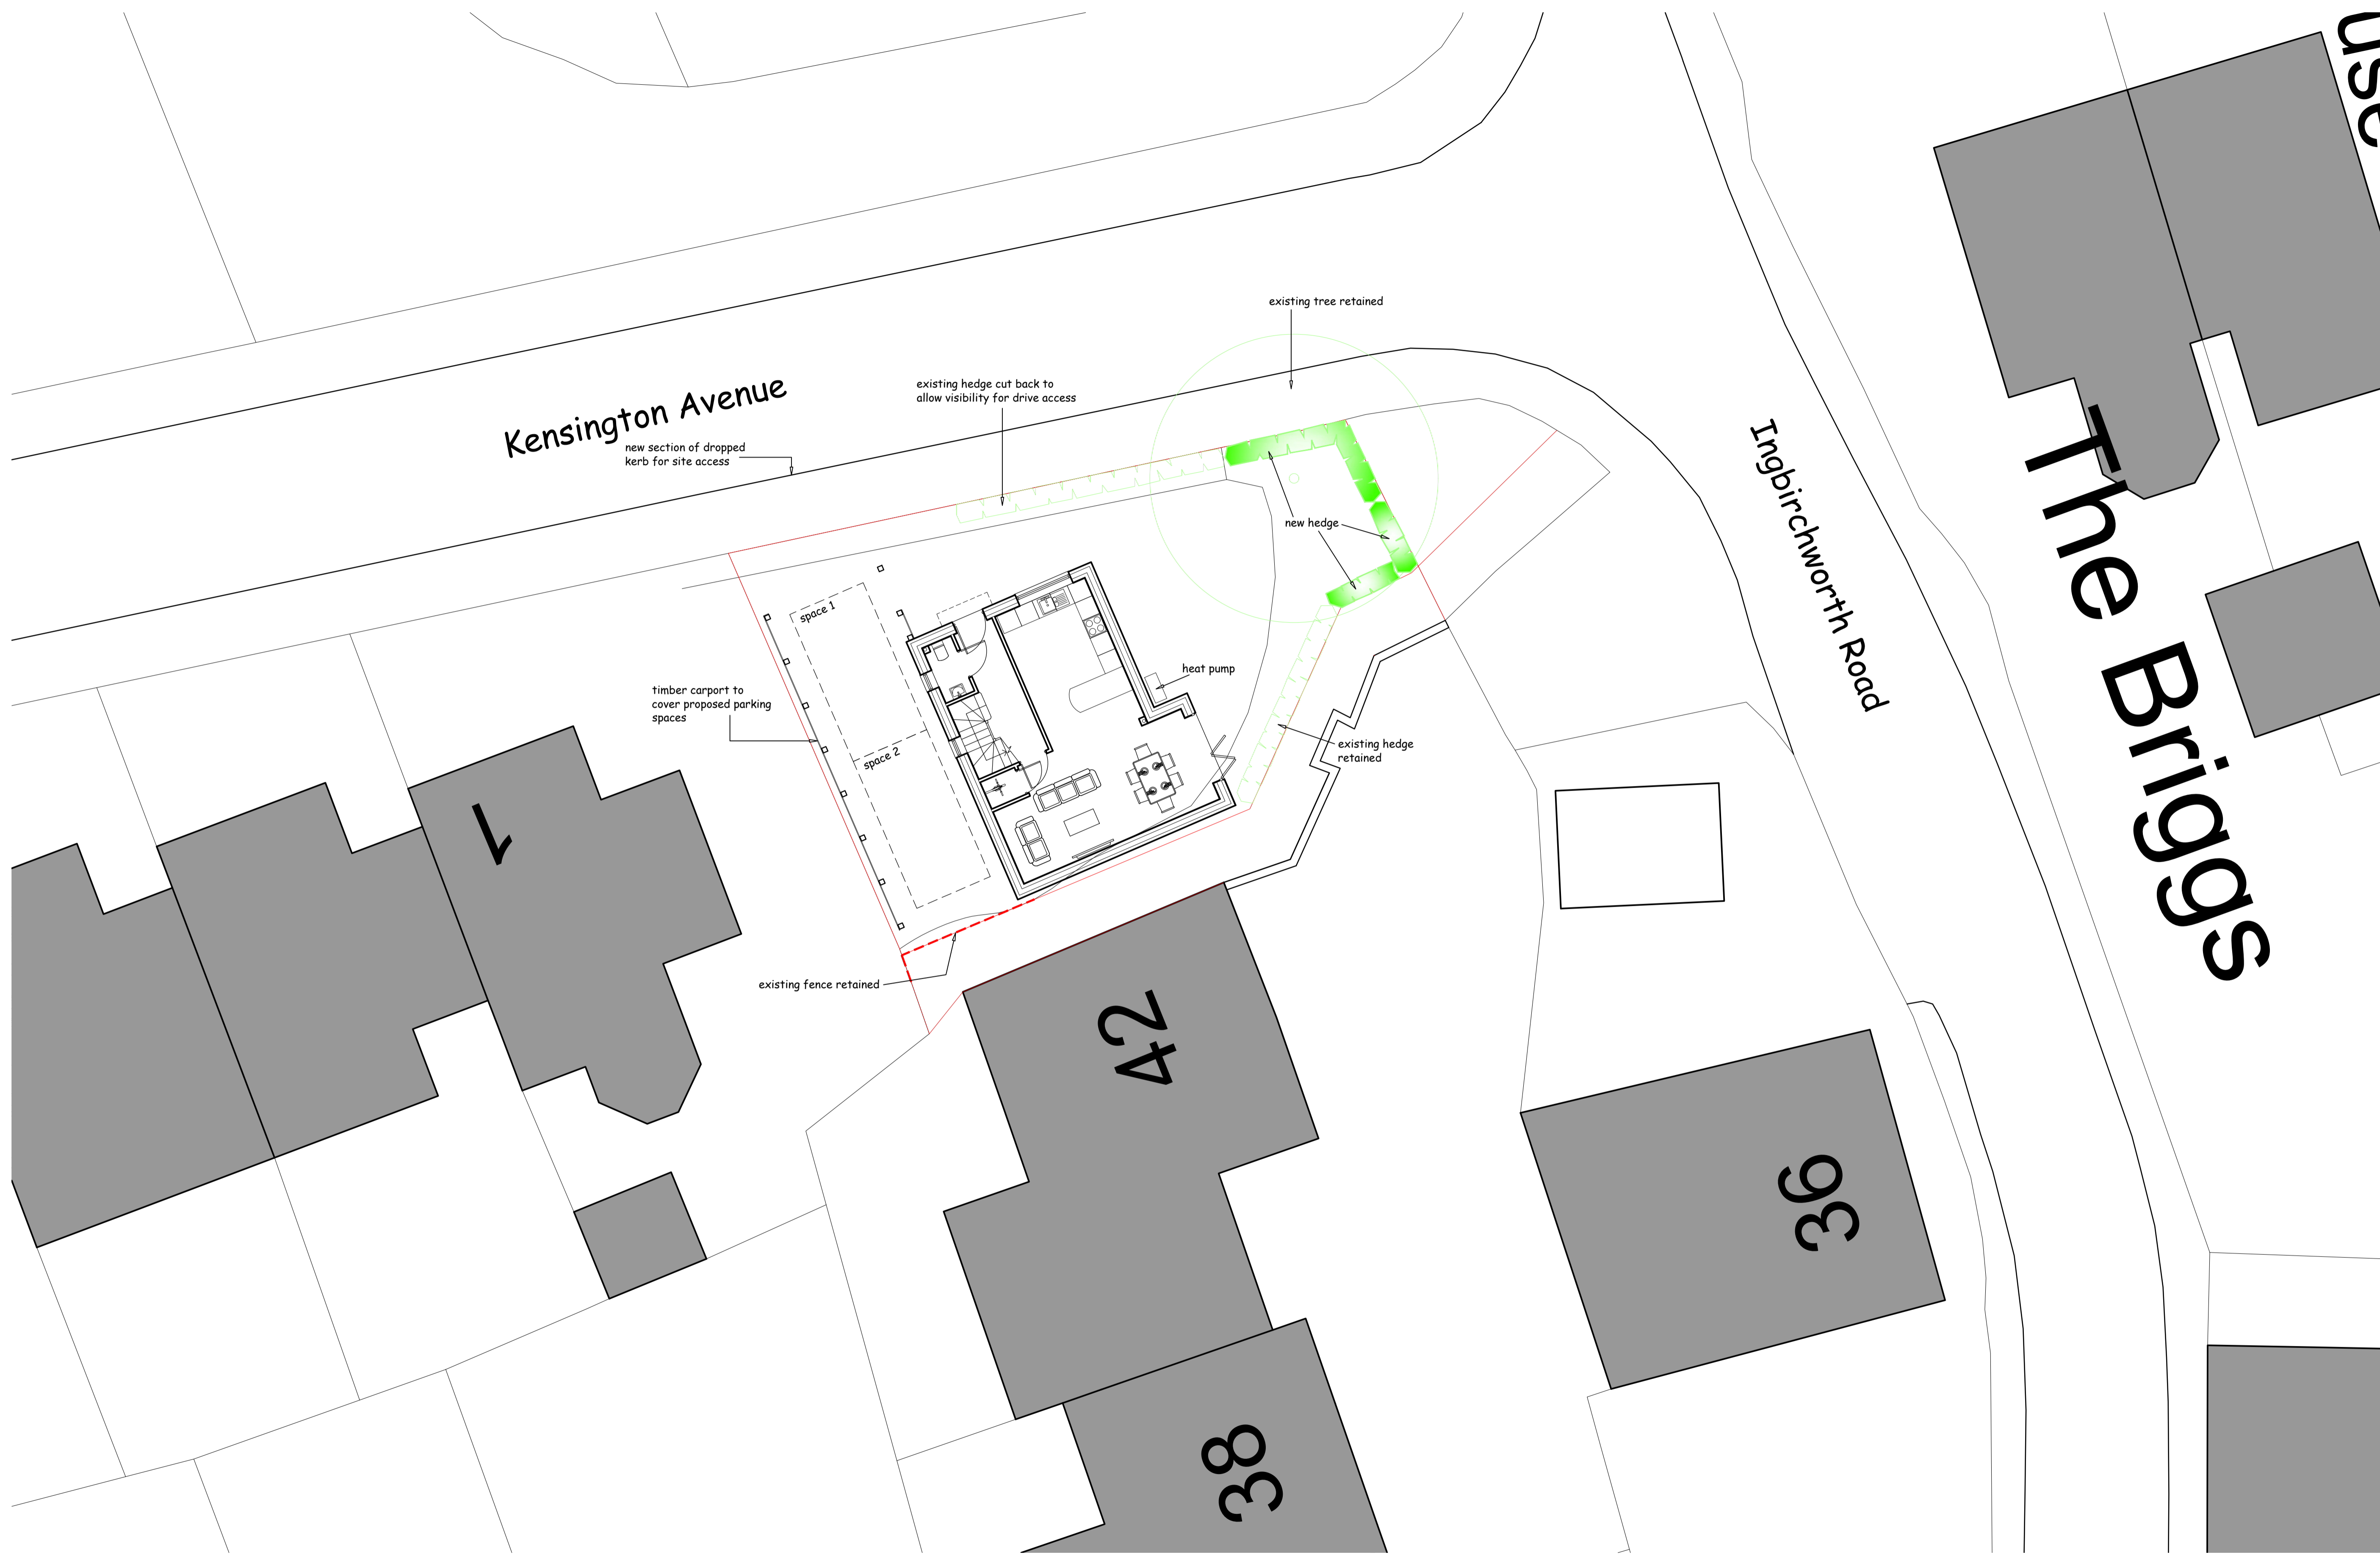 use
existing tree retained
Kensington Avenue
existing hedge cut back to
allow visibility for drive access
new section of dropped
kerb for site access
Ingbirchworth Road
The Briggs
new hedge
space 1
heat pump
timber carport to
cover proposed parking
spaces
space 2
existing hedge
retained
1
existing fence retained
42
36
38